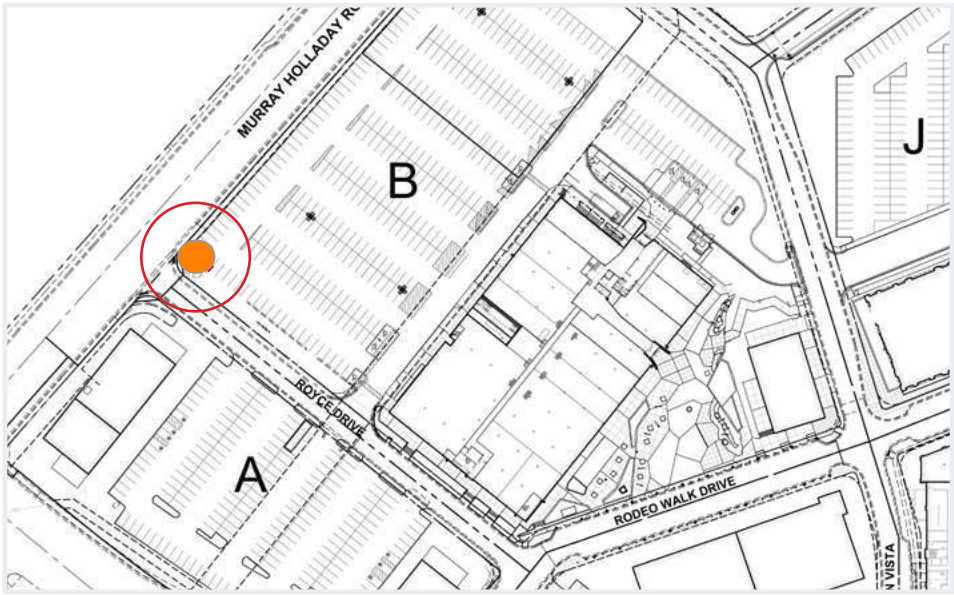 MURRAY HOLLADAY RO
B
J
ROYCE DRIVE
A
RODEO WALK DRIVE
N VISTA